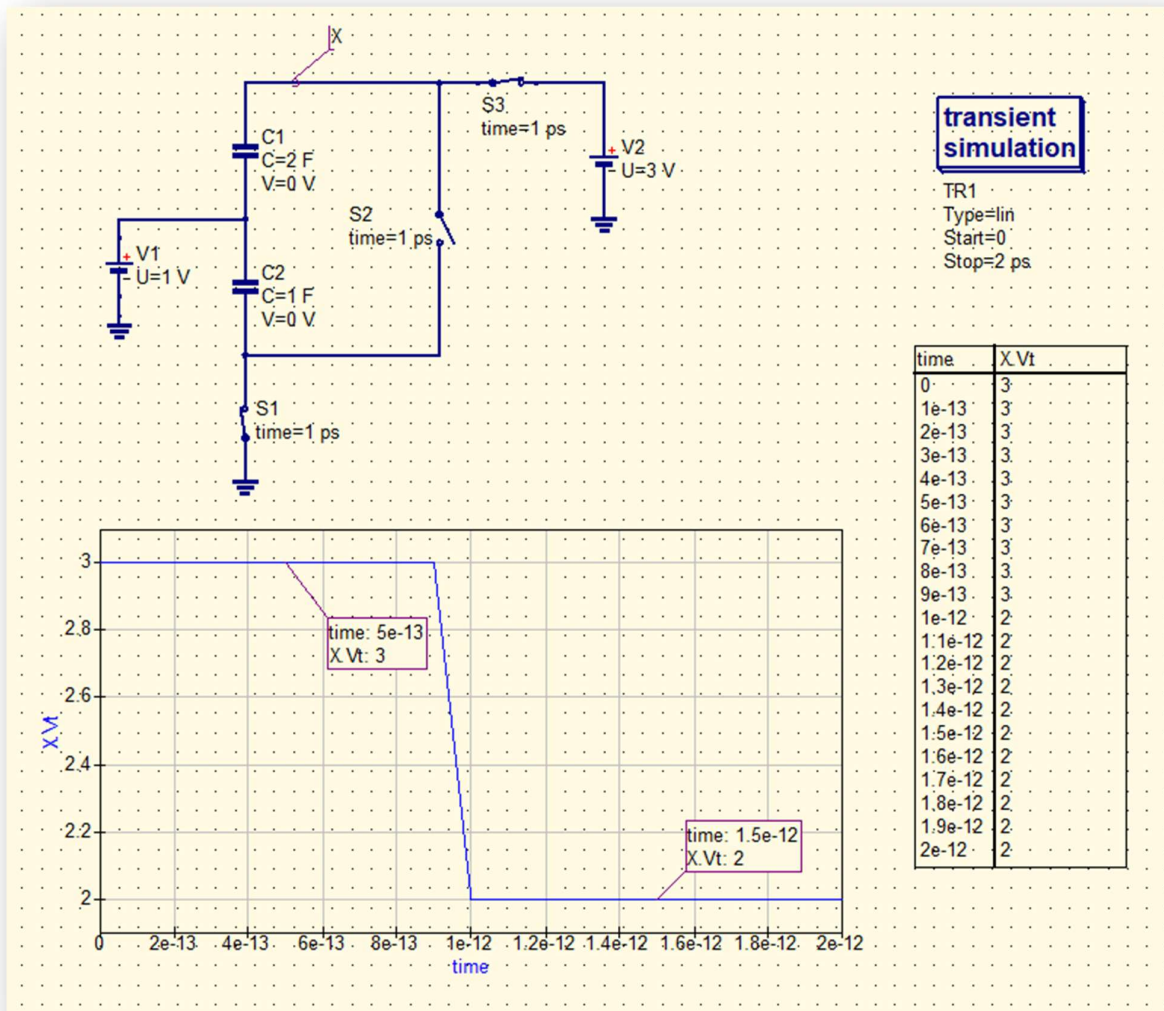 X
S3
time=1 ps
C1
C=2 F
V=0 V
V2
U=3 V
S2
time=1 ps
V1
U=1 V
C2
C=1 F
V=0 V
S1
time=1 ps
transient
simulation
TR1
Type=lin
Start=0
Stop=2 ps
time X.Vt
0 3
1e-13 3
2e-13 3
3e-13 3
4e-13 3
5e-13 3
6e-13 3
7e-13 3
8e-13 3
9e-13 3
1e-12 2
1.1e-12 2
1.2e-12 2
1.3e-12 2
1.4e-12 2
1.5e-12 2
1.6e-12 2
1.7e-12 2
1.8e-12 2
1.9e-12 2
2e-12 2
3
2.8
2.6
2.4
2.2
2
X.Vt
time: 5e-13
X.Vt: 3
time: 1.5e-12
X.Vt: 2
0 2e-13 4e-13 6e-13 8e-13 1e-12 1.2e-12 1.4e-12 1.6e-12 1.8e-12 2e-12
time